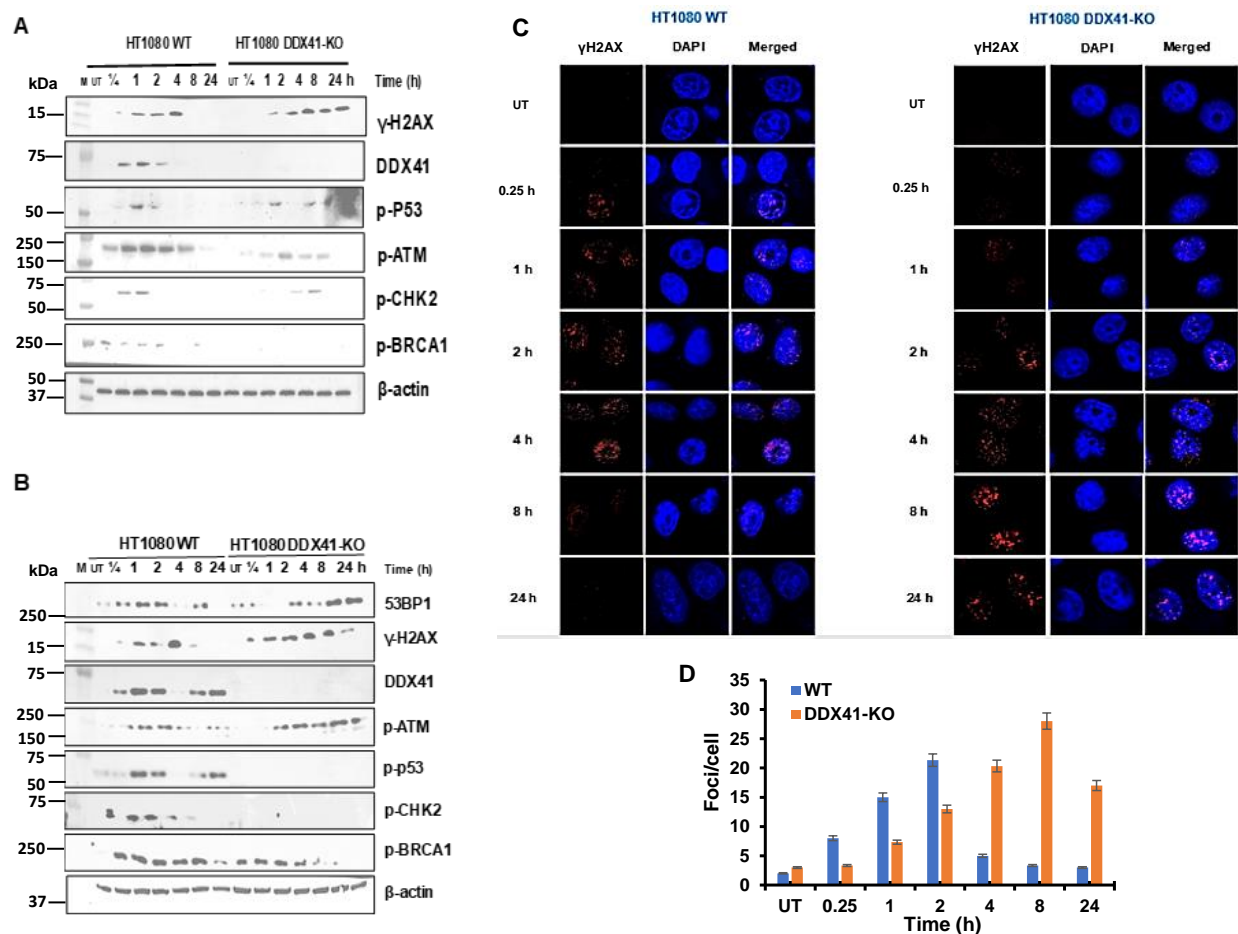 A
HT1080 WT HT1080 DDX41-KO
kDa M UT ¼ 1 2 4 8 24 UT ¼ 1 2 4 8 24 h Time (h)
15 γ-H2AX
75 DDX41
50 p-P53
250
150 p-ATM
75
50 p-CHK2
250 p-BRCA1
50
37 β-actin
B
HT1080 WT HT1080 DDX41-KO
kDa M UT ¼ 1 2 4 8 24 UT ¼ 1 2 4 8 24 h Time (h)
250 53BP1
15 γ-H2AX
75 DDX41
250
150 p-ATM
75
50 p-p53
75 p-CHK2
250 p-BRCA1
37 β-actin
C
HT1080 WT
γH2AX DAPI Merged
UT
0.25 h
1 h
2 h
4 h
8 h
24 h
HT1080 DDX41-KO
γH2AX DAPI Merged
UT
0.25 h
1 h
2 h
4 h
8 h
24 h
D
WT
DDX41-KO
Foci/cell
35
30
25
20
15
10
5
0
UT 0.25 1 2 4 8 24
Time (h)